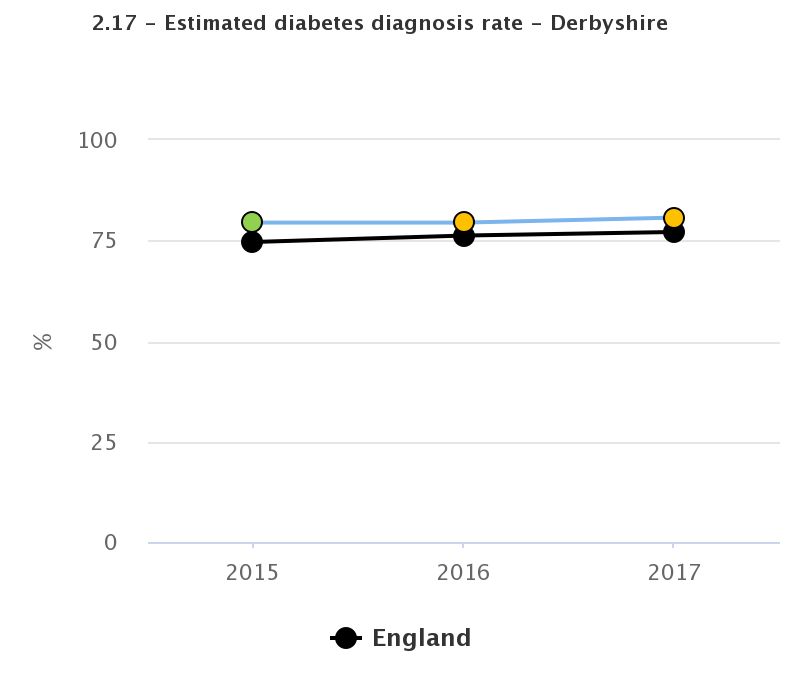 2.17 – Estimated diabetes diagnosis rate – Derbyshire
100
75
50
25
0
%
2015 2016 2017
England